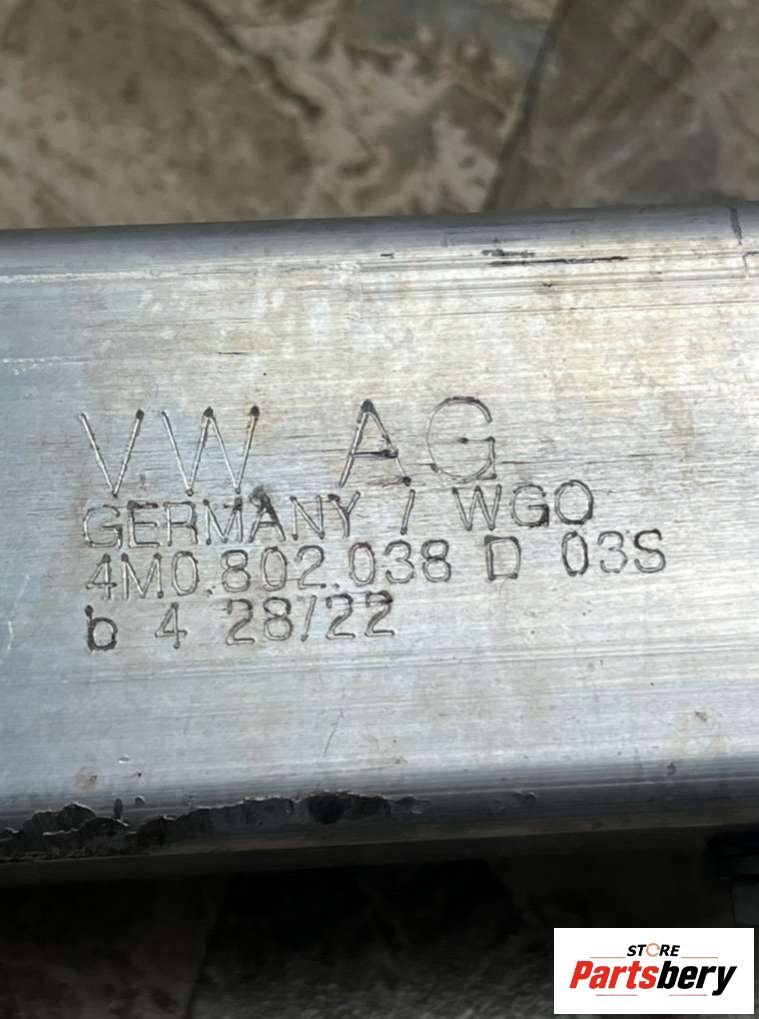 VW AG
GERMANY / WGO
4M0.802.038 D 03S
b 4 28/22
STORE
Partsbery